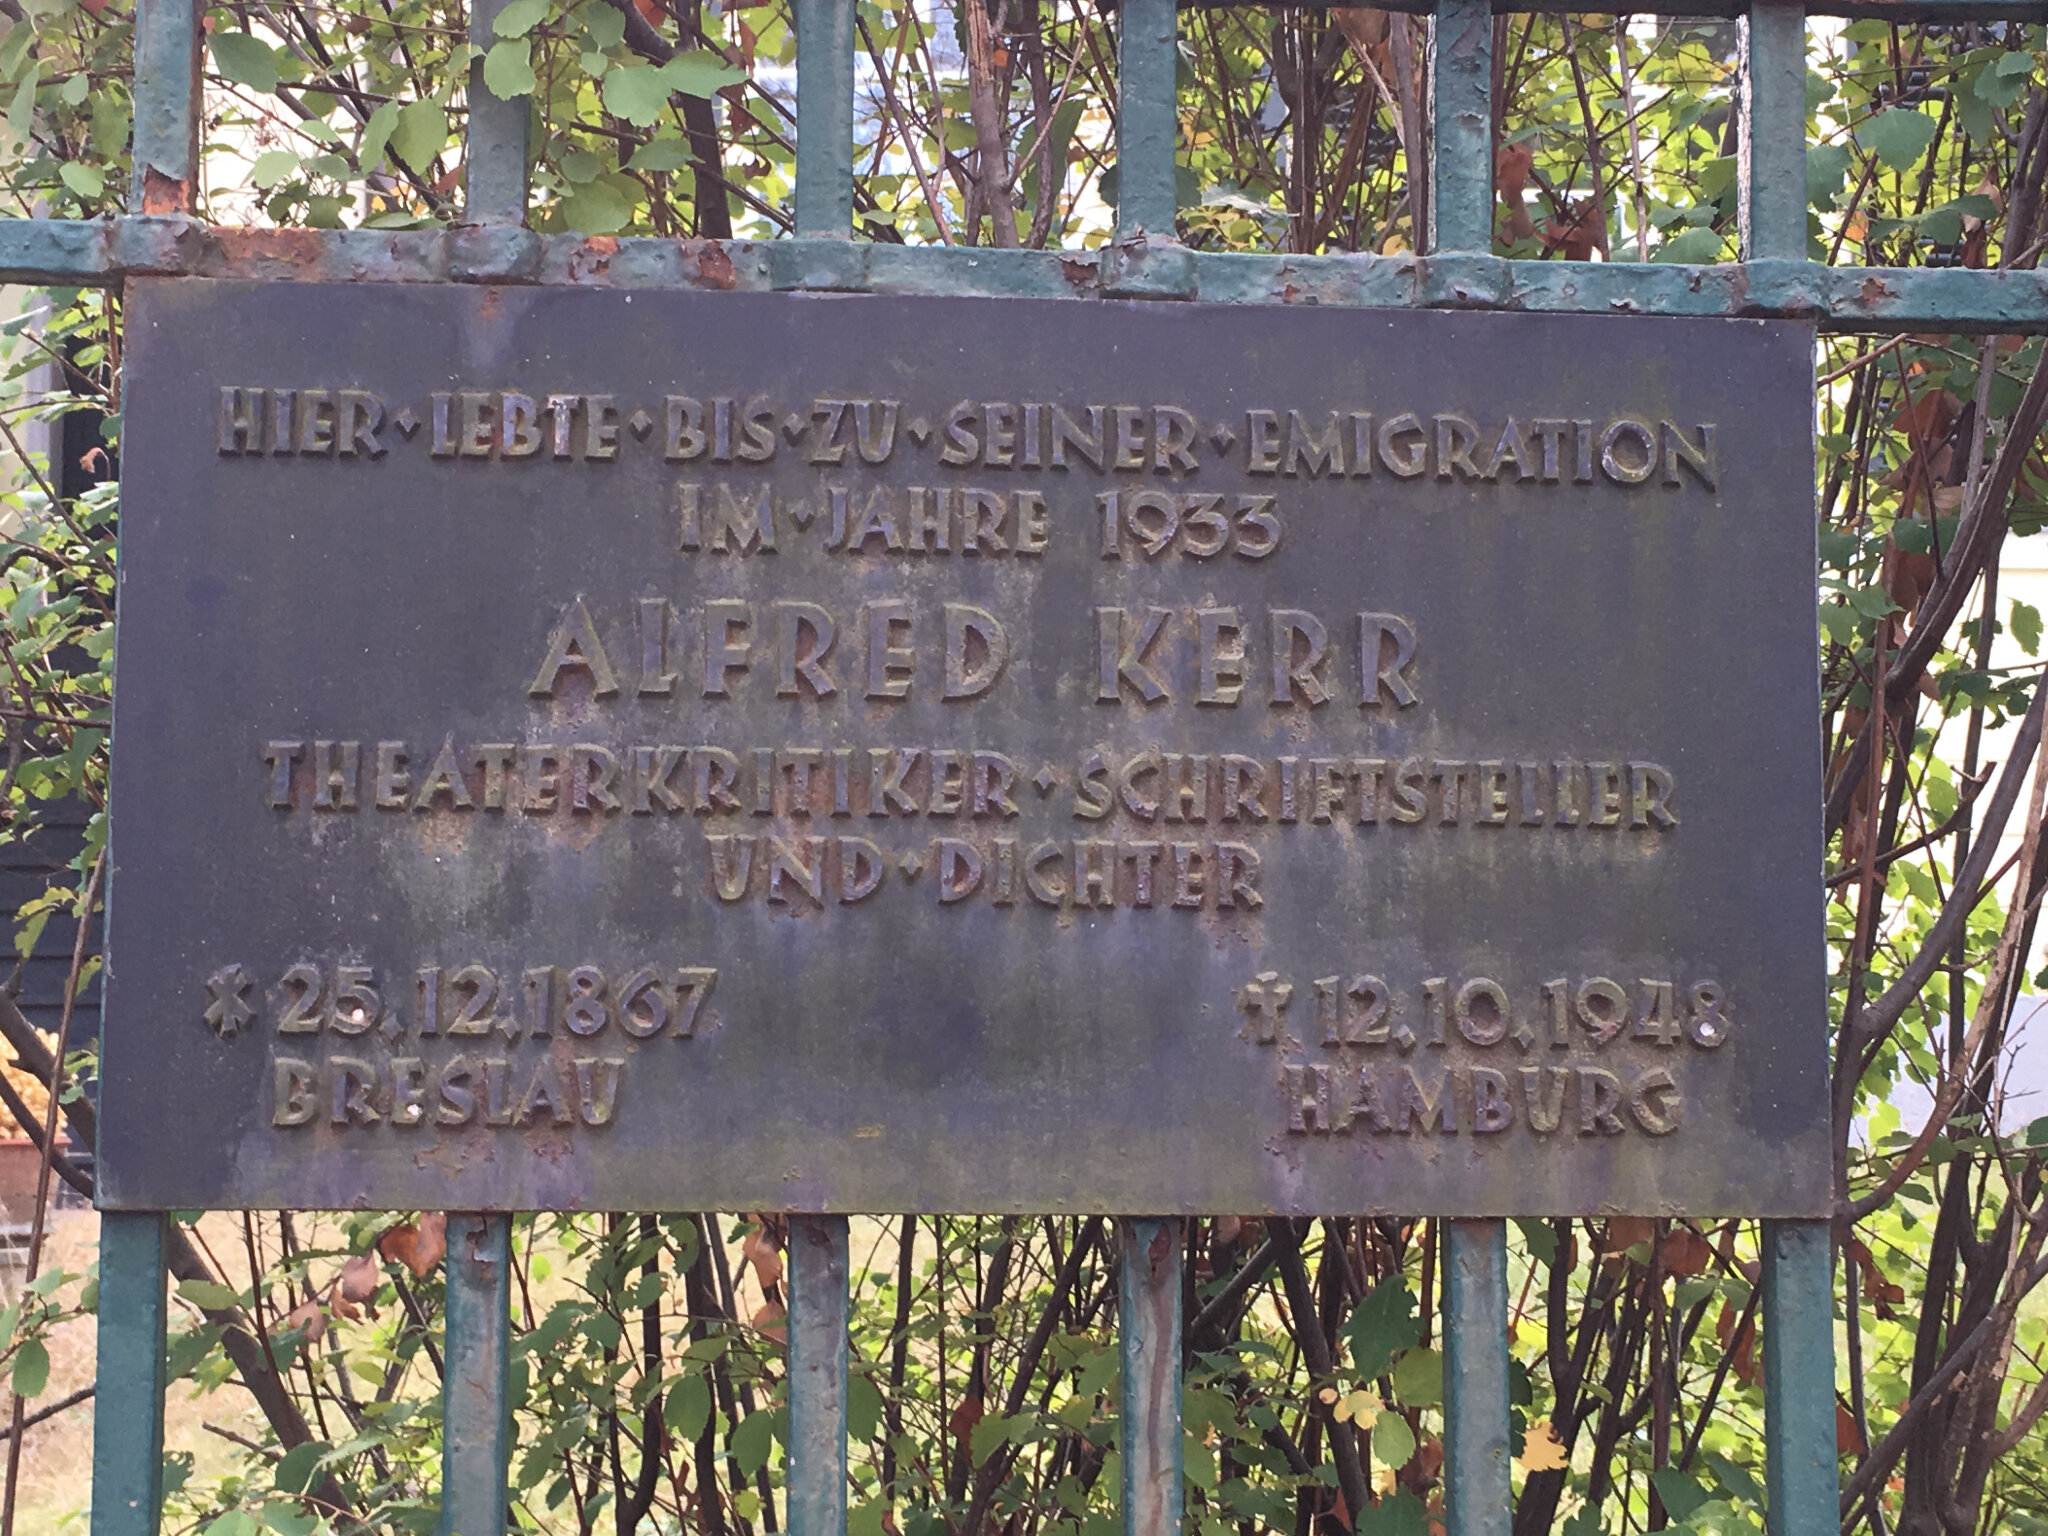 HIER·LEBTE·BIS·ZU·SEINER·EMIGRATION
IM·JAHRE 1933
ALFRED KERR
THEATERKRITIKER·SCHRIFTSTELLER
UND·DICHTER
* 25.12.1867
BRESLAU
† 12.10.1948
HAMBURG